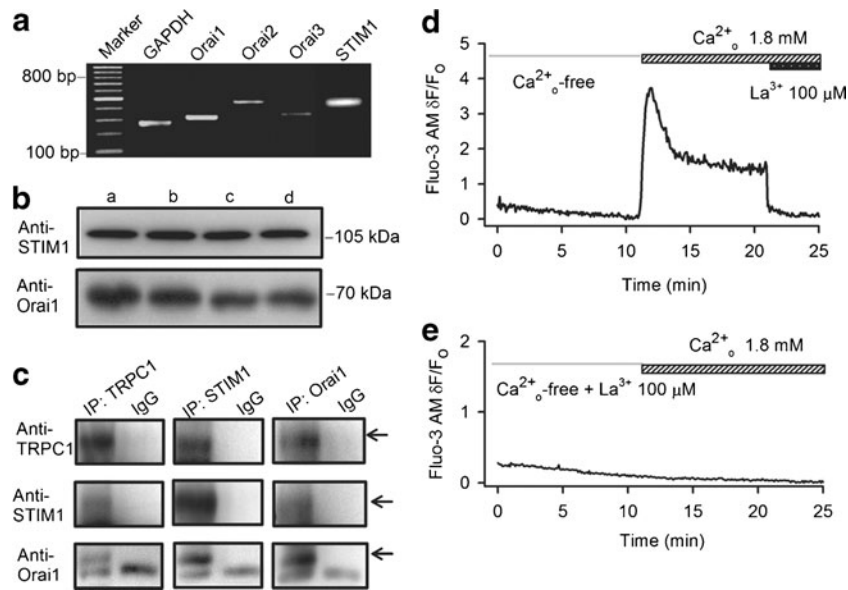 a
Marker
GAPDH
Orai1
Orai2
Orai3
STIM1
800 bp
100 bp
b
a b c d
Anti-
STIM1
105 kDa
Anti-
Orai1
70 kDa
c
IP: TRPC1
IgG
IP: STIM1
IgG
IP: Orai1
IgG
Anti-
TRPC1
Anti-
STIM1
Anti-
Orai1
d
Ca²⁺ₒ 1.8 mM
Ca²⁺ₒ-free
La³⁺ 100 µM
Fluo-3 AM δF/F_O
5
4
3
2
1
0
0 5 10 15 20 25
Time (min)
e
Ca²⁺ₒ 1.8 mM
Ca²⁺ₒ-free + La³⁺ 100 µM
Fluo-3 AM δF/F_O
2
1
0
0 5 10 15 20 25
Time (min)